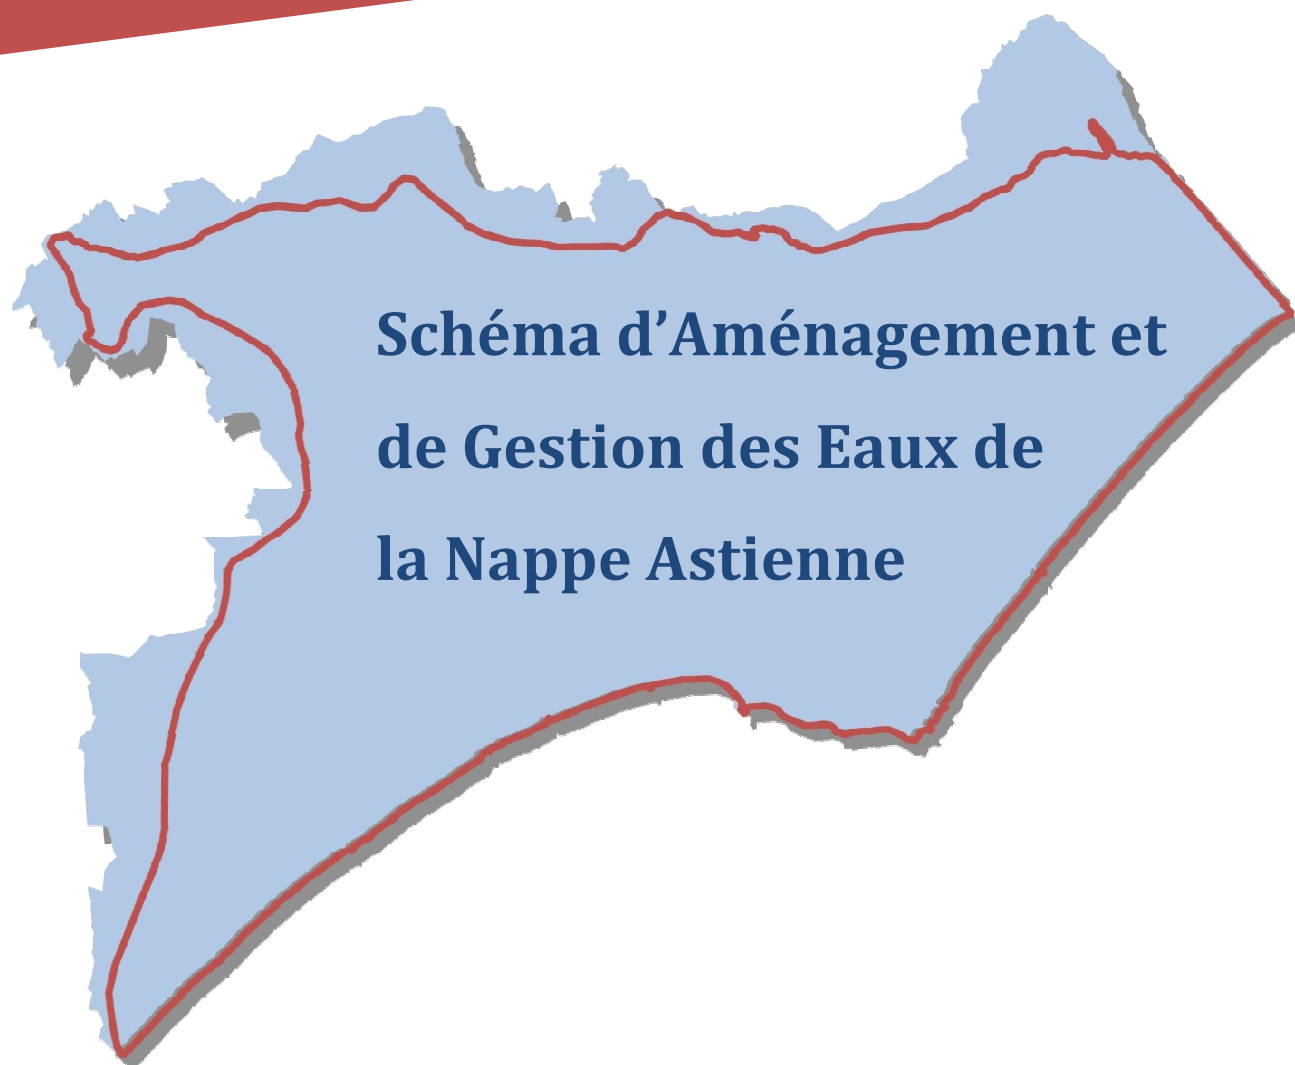 Schéma d’Aménagement et
de Gestion des Eaux de
la Nappe Astienne